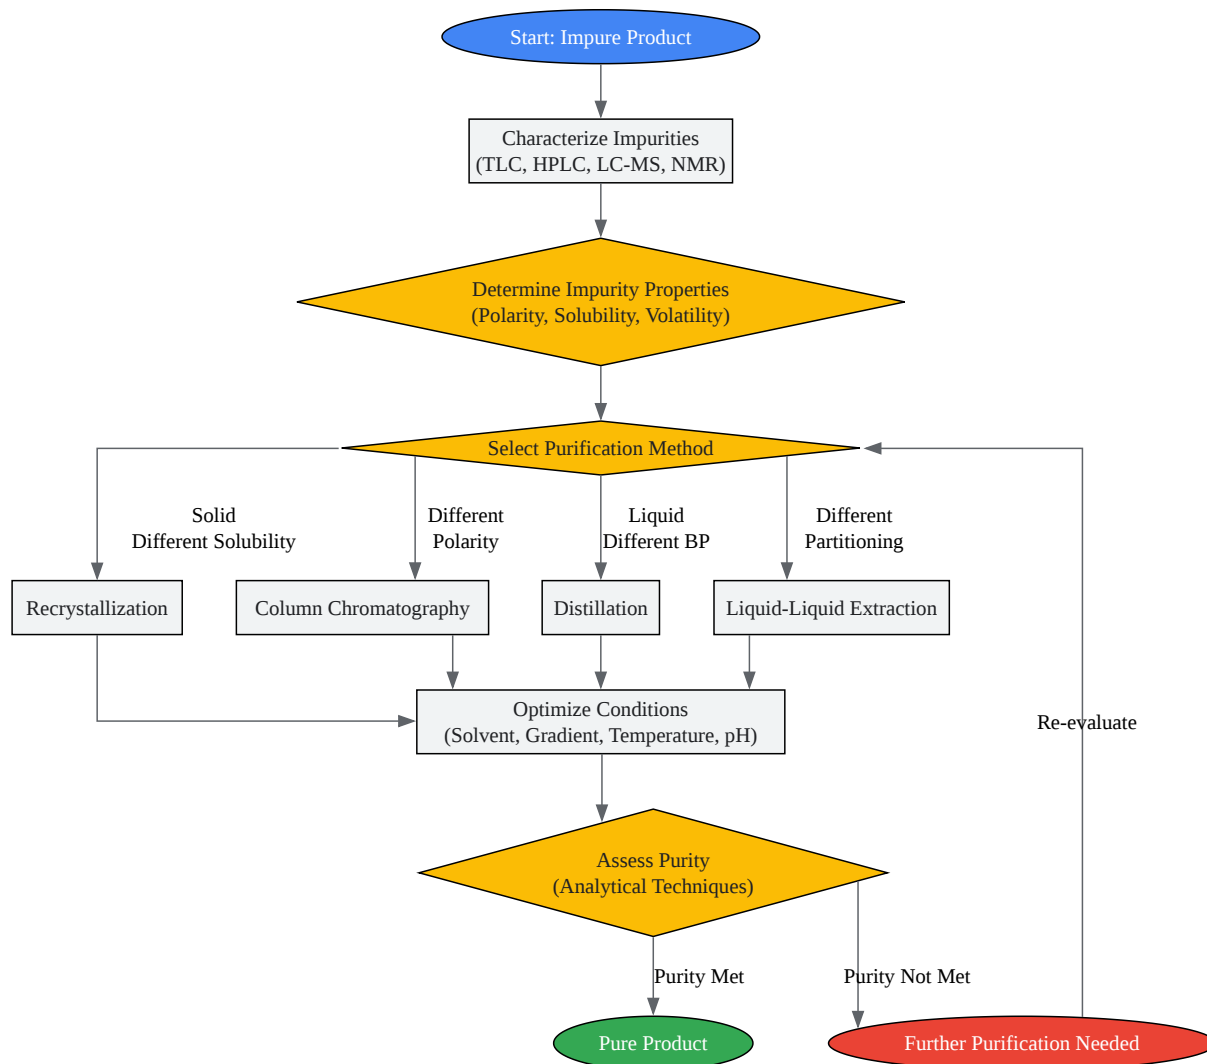 Start: Impure Product
Characterize Impurities
(TLC, HPLC, LC-MS, NMR)
Determine Impurity Properties
(Polarity, Solubility, Volatility)
Select Purification Method
Solid
Different Solubility
Different
Polarity
Liquid
Different BP
Different
Partitioning
Recrystallization
Column Chromatography
Distillation
Liquid-Liquid Extraction
Optimize Conditions
(Solvent, Gradient, Temperature, pH)
Re-evaluate
Assess Purity
(Analytical Techniques)
Purity Met
Purity Not Met
Pure Product
Further Purification Needed